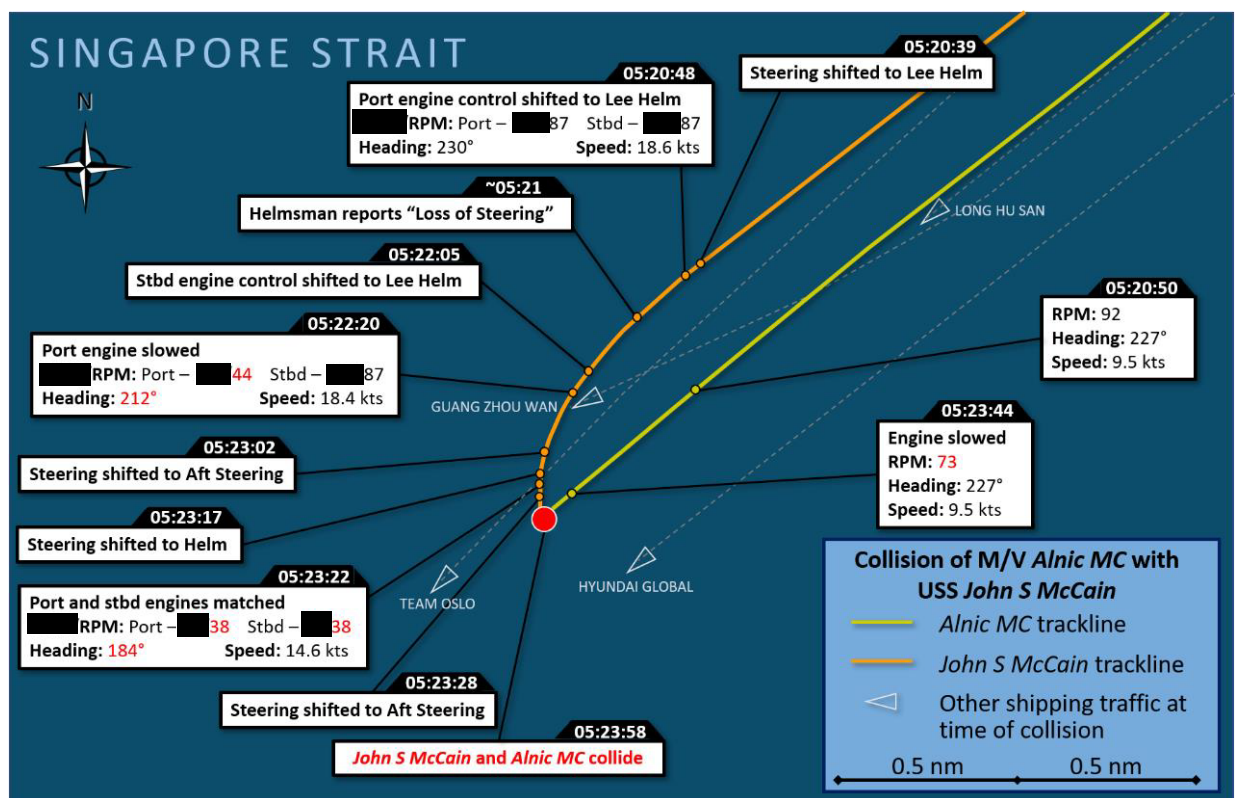 SINGAPORE STRAIT
N
05:20:39
Steering shifted to Lee Helm
05:20:48
Port engine control shifted to Lee Helm
RPM: Port – 87 Stbd – 87
Heading: 230° Speed: 18.6 kts
~05:21
Helmsman reports “Loss of Steering”
05:22:05
Stbd engine control shifted to Lee Helm
05:22:20
Port engine slowed
RPM: Port – 44 Stbd – 87
Heading: 212° Speed: 18.4 kts
05:23:02
Steering shifted to Aft Steering
05:23:17
Steering shifted to Helm
05:23:22
Port and stbd engines matched
RPM: Port – 38 Stbd – 38
Heading: 184° Speed: 14.6 kts
05:23:28
Steering shifted to Aft Steering
05:23:58
John S McCain and Alnic MC collide
LONG HU SAN
GUANG ZHOU WAN
TEAM OSLO
HYUNDAI GLOBAL
05:20:50
RPM: 92
Heading: 227°
Speed: 9.5 kts
05:23:44
Engine slowed
RPM: 73
Heading: 227°
Speed: 9.5 kts
Collision of M/V Alnic MC with
USS John S McCain
Alnic MC trackline
John S McCain trackline
Other shipping traffic at
time of collision
0.5 nm 0.5 nm